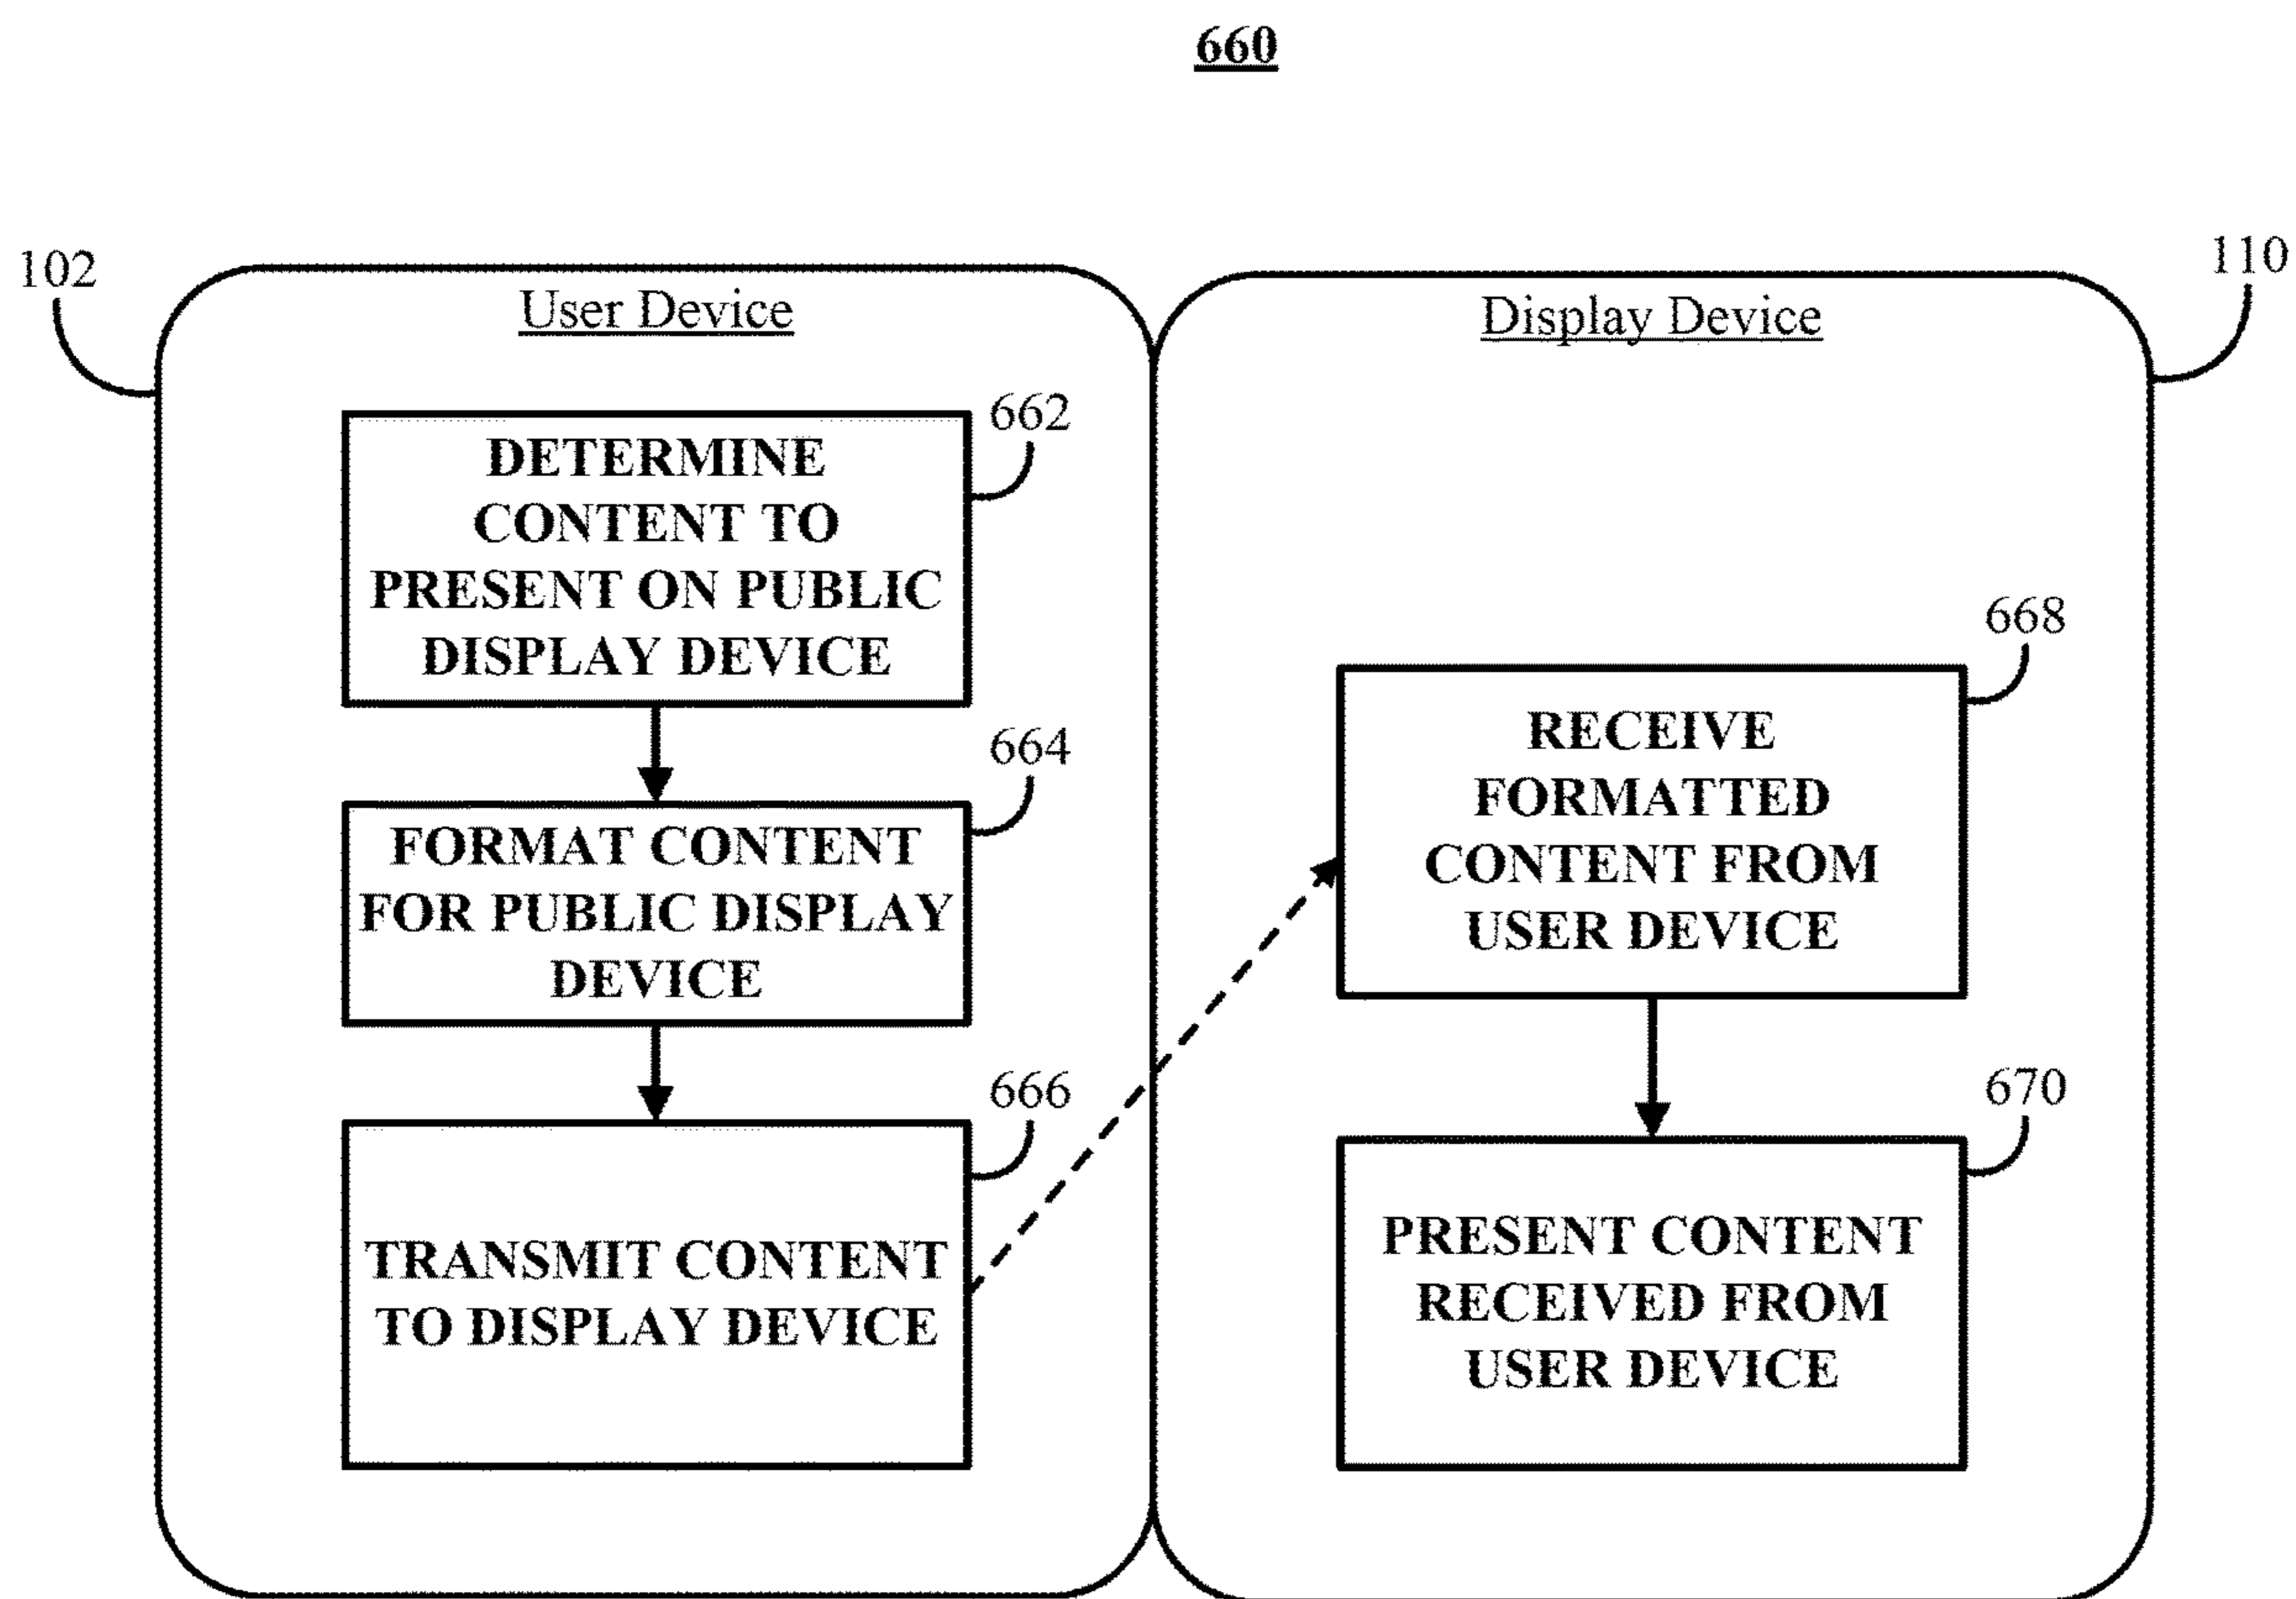 660
102
User Device
662
DETERMINE
CONTENT TO
PRESENT ON PUBLIC
DISPLAY DEVICE
664
FORMAT CONTENT
FOR PUBLIC DISPLAY
DEVICE
666
TRANSMIT CONTENT
TO DISPLAY DEVICE
110
Display Device
668
RECEIVE
FORMATTED
CONTENT FROM
USER DEVICE
670
PRESENT CONTENT
RECEIVED FROM
USER DEVICE